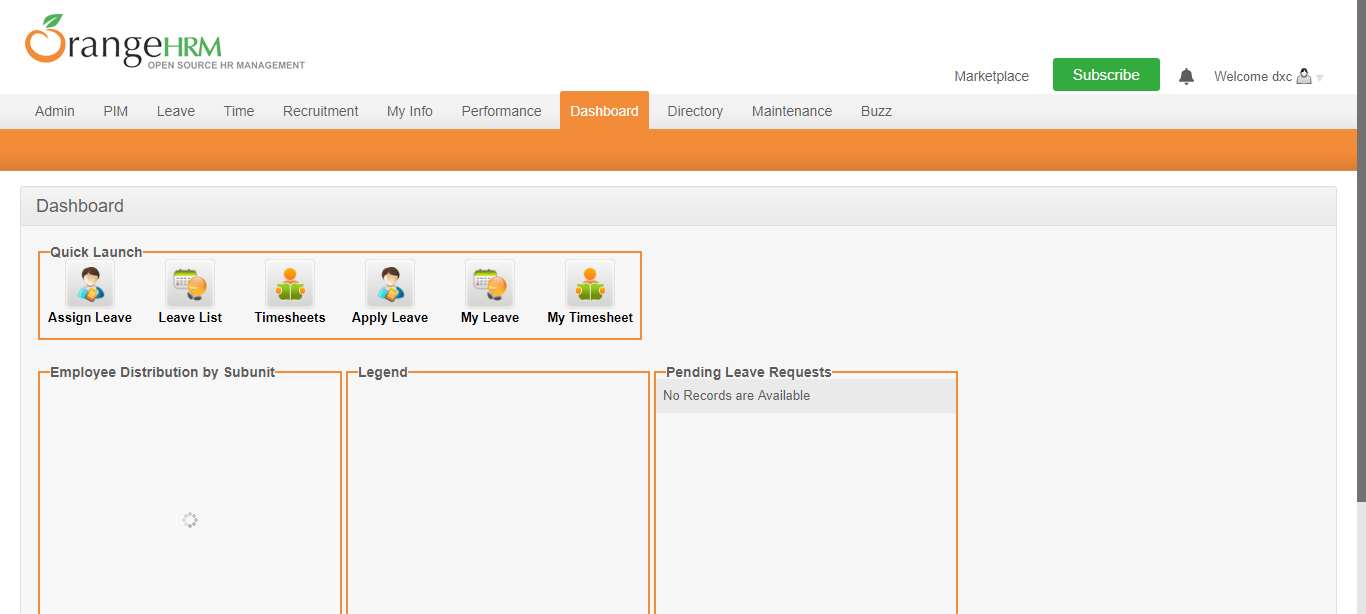 OrangeHRM
OPEN SOURCE HR MANAGEMENT
Marketplace Subscribe Welcome dxc
Admin PIM Leave Time Recruitment My Info Performance Dashboard Directory Maintenance Buzz
Dashboard
Quick Launch
Assign Leave Leave List Timesheets Apply Leave My Leave My Timesheet
Employee Distribution by Subunit Legend Pending Leave Requests
No Records are Available